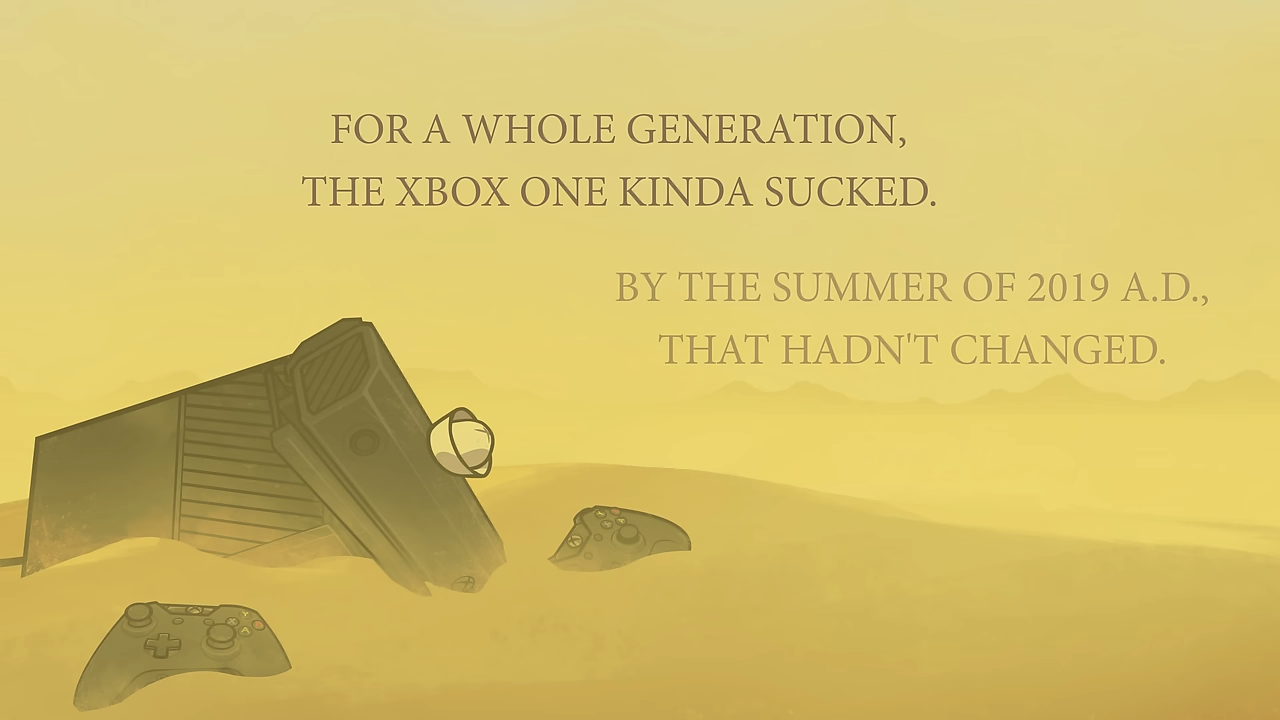 FOR A WHOLE GENERATION,
THE XBOX ONE KINDA SUCKED.
BY THE SUMMER OF 2019 A.D.,
THAT HADN'T CHANGED.